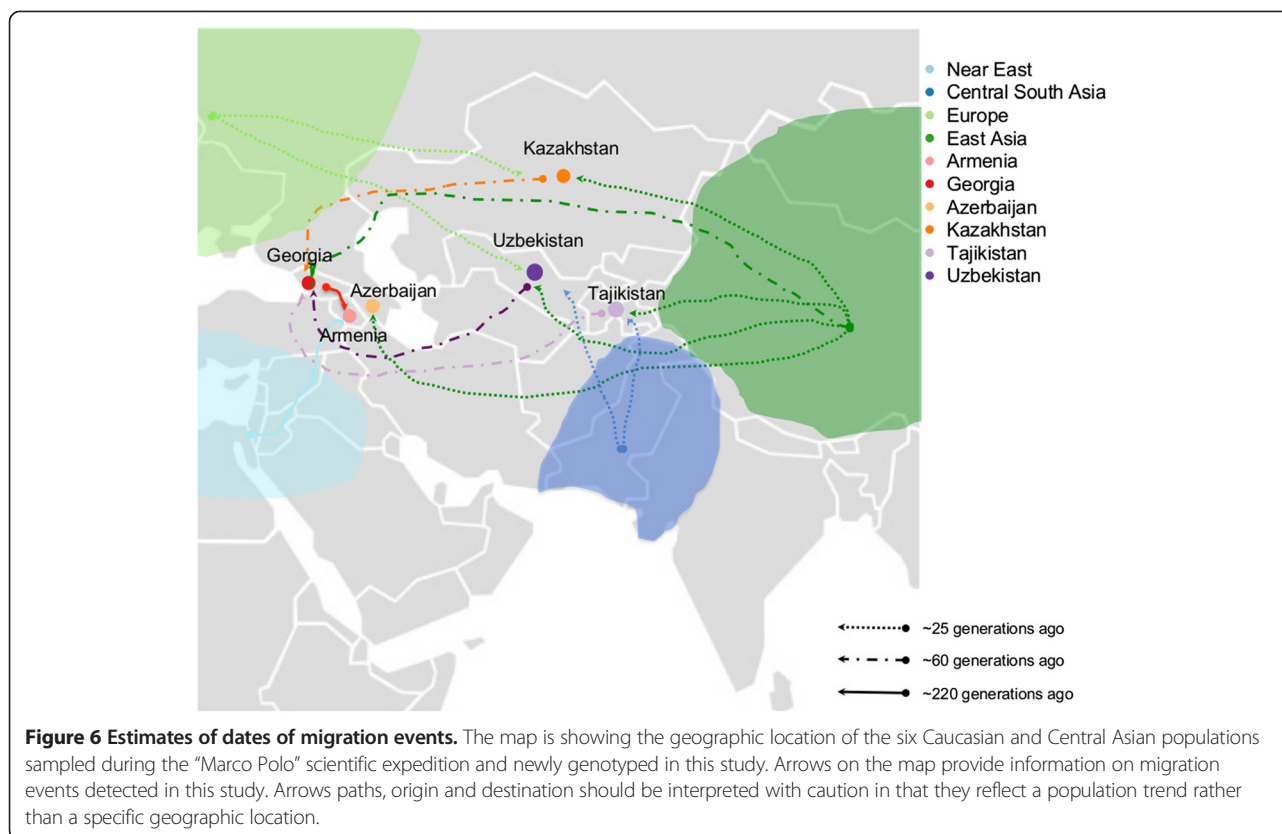 Near East
Central South Asia
Europe
East Asia
Armenia
Georgia
Azerbaijan
Kazakhstan
Tajikistan
Uzbekistan
Kazakhstan
Uzbekistan
Georgia
Azerbaijan
Tajikistan
Armenia
~25 generations ago
~60 generations ago
~220 generations ago
Figure 6 Estimates of dates of migration events. The map is showing the geographic location of the six Caucasian and Central Asian populations
sampled during the "Marco Polo" scientific expedition and newly genotyped in this study. Arrows on the map provide information on migration
events detected in this study. Arrows paths, origin and destination should be interpreted with caution in that they reflect a population trend rather
than a specific geographic location.